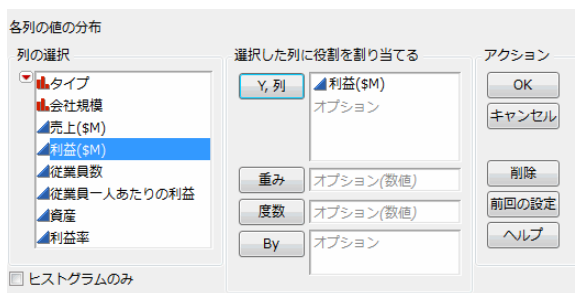 各列の値の分布
列の選択
タイプ
会社規模
売上($M)
利益($M)
従業員数
従業員一人あたりの利益
資産
利益率
ヒストグラムのみ
選択した列に役割を割り当てる
Y, 列
利益($M)
オプション
重み
オプション(数値)
度数
オプション(数値)
By
オプション
アクション
OK
キャンセル
削除
前回の設定
ヘルプ